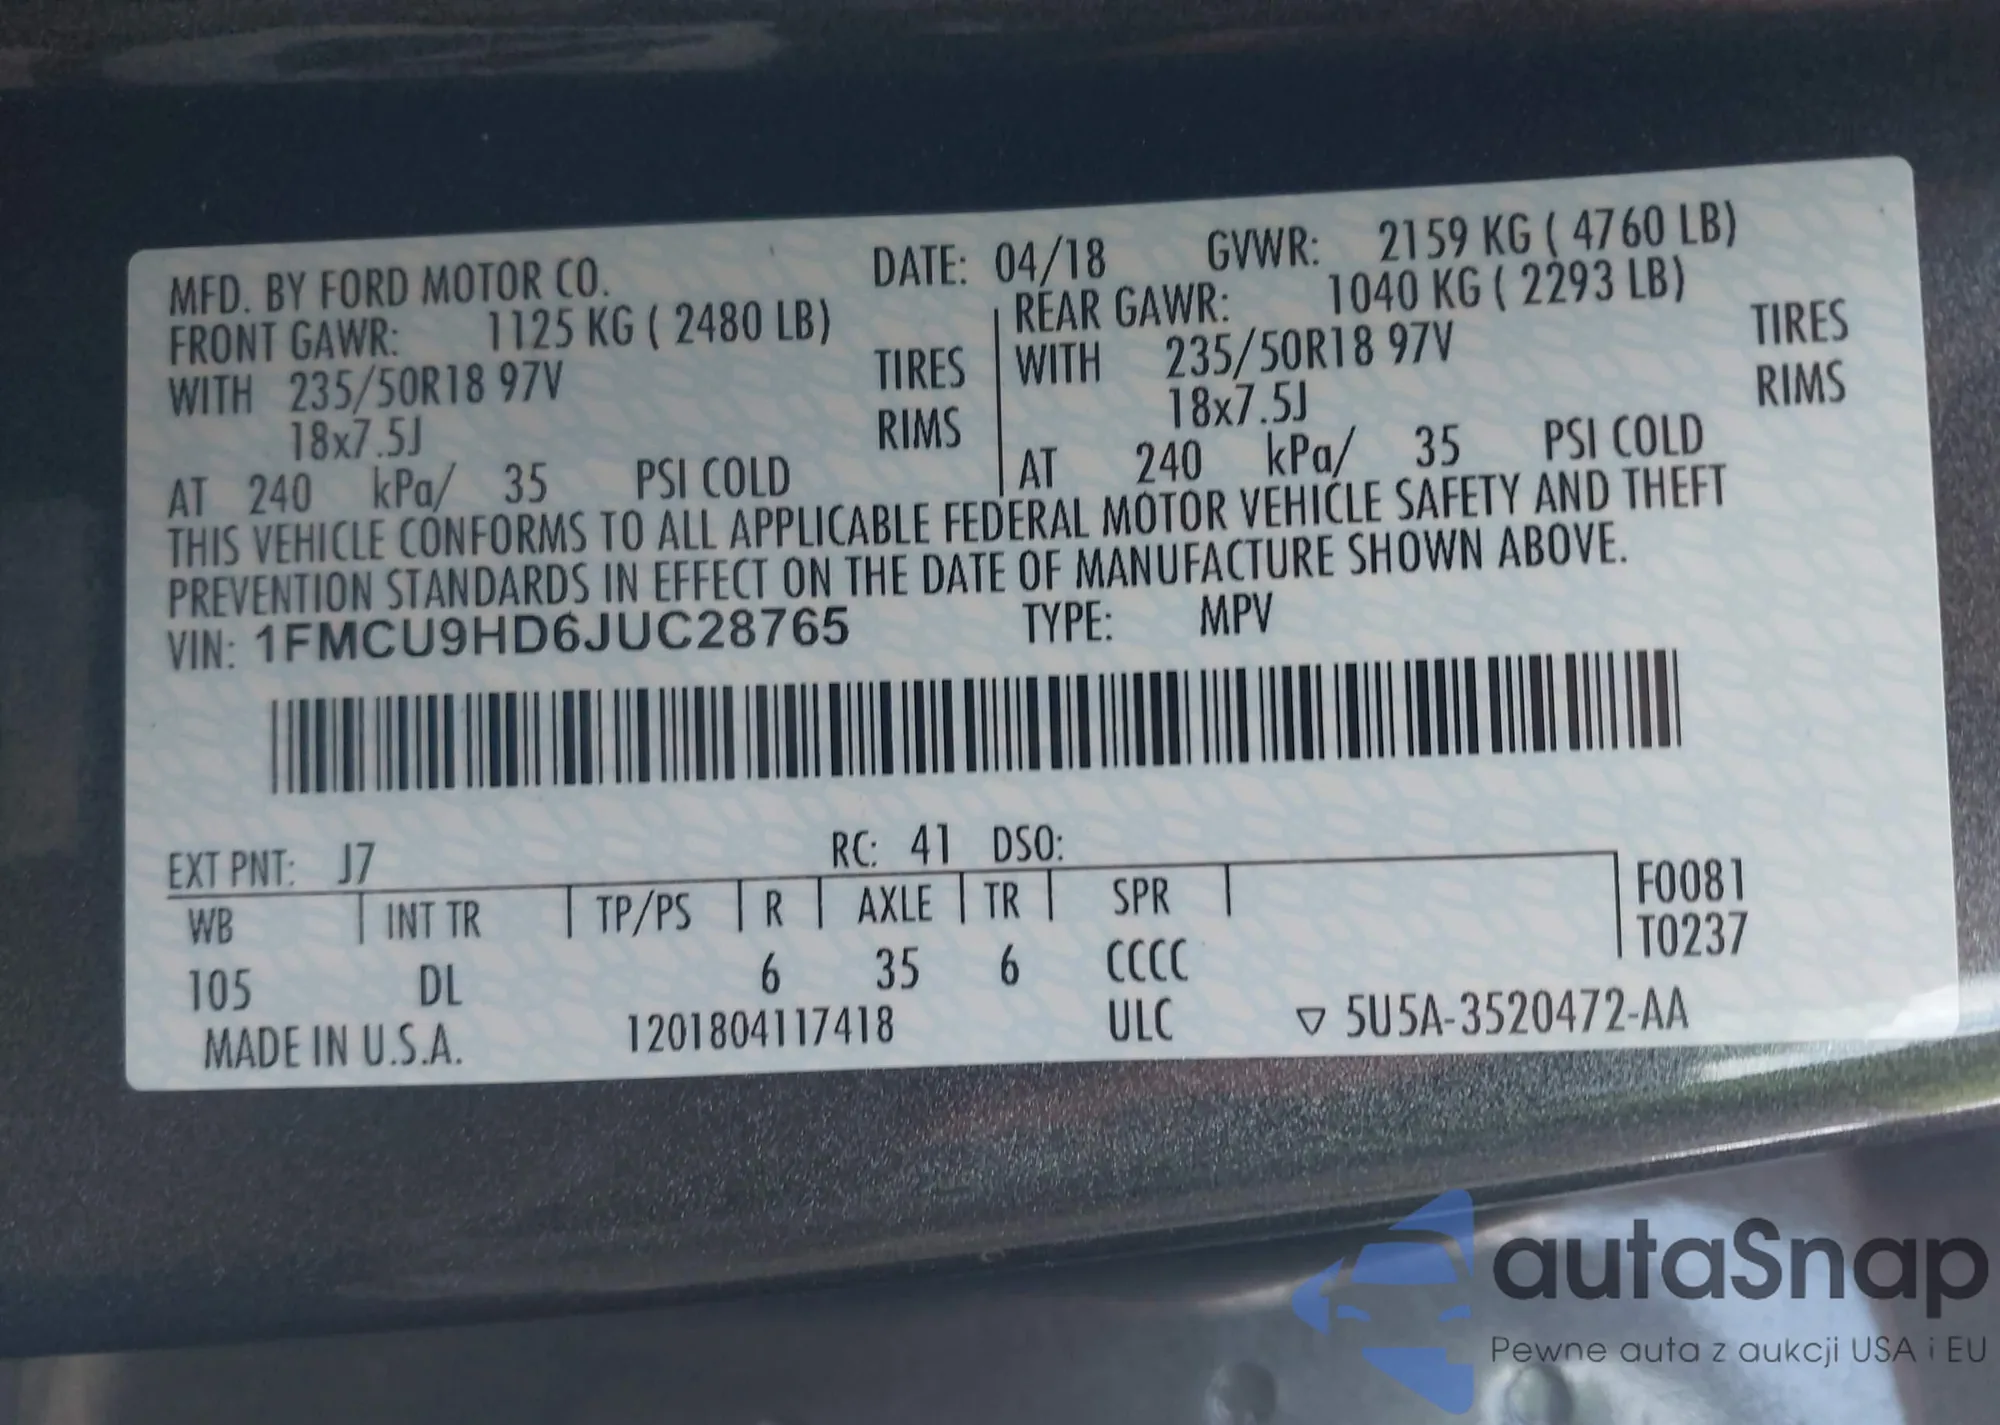 MFD. BY FORD MOTOR CO. DATE: 04/18 GVWR: 2159 KG ( 4760 LB)
FRONT GAWR: 1125 KG ( 2480 LB) REAR GAWR: 1040 KG ( 2293 LB)
WITH 235/50R18 97V TIRES WITH 235/50R18 97V TIRES
18x7.5J RIMS 18x7.5J RIMS
AT 240 kPa/ 35 PSI COLD AT 240 kPa/ 35 PSI COLD
THIS VEHICLE CONFORMS TO ALL APPLICABLE FEDERAL MOTOR VEHICLE SAFETY AND THEFT
PREVENTION STANDARDS IN EFFECT ON THE DATE OF MANUFACTURE SHOWN ABOVE.
VIN: 1FMCU9HD6JUC28765 TYPE: MPV
EXT PNT: J7 RC: 41 DSO:
WB INT TR TP/PS R AXLE TR SPR F0081
T0237
105 DL 6 35 6 CCCC
MADE IN U.S.A. 1201804117418 ULC ▽ 5U5A-3520472-AA
autaSnap
Pewne auta z aukcji USA i EU